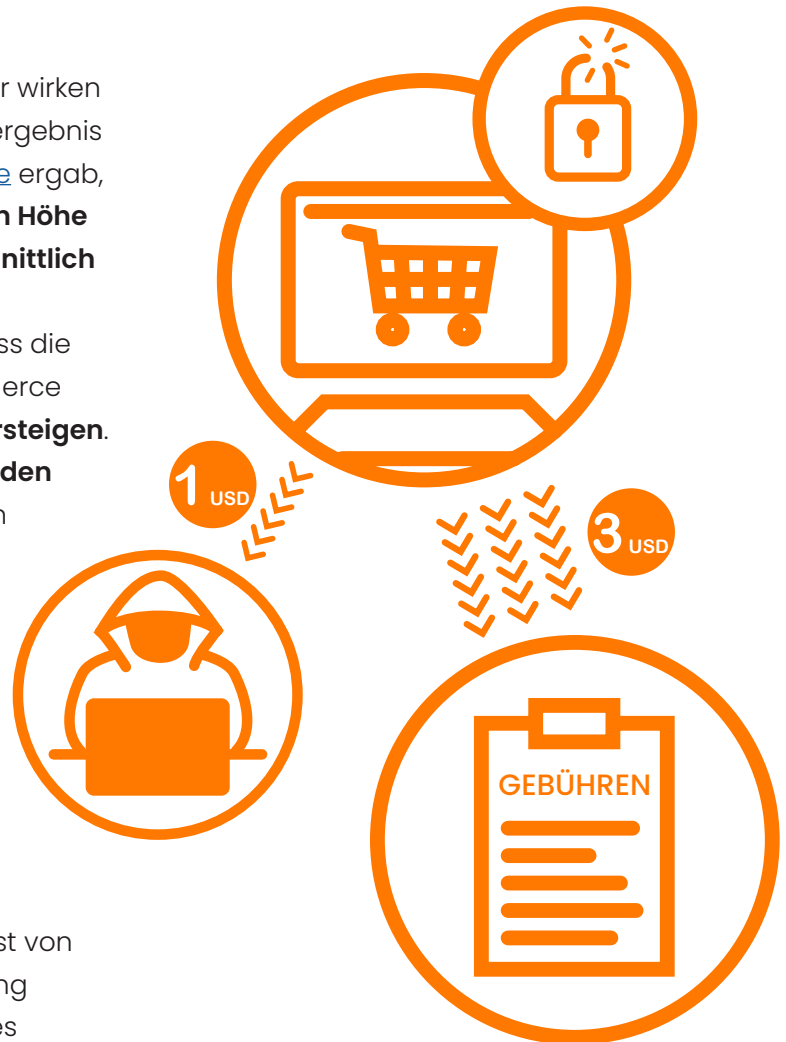 r wirken
ergebnis
e ergab,
n Höhe
nittlich
ss die
erce
rsteigen.
den
n
1 USD
3 USD
GEBÜHREN
st von
ng
es